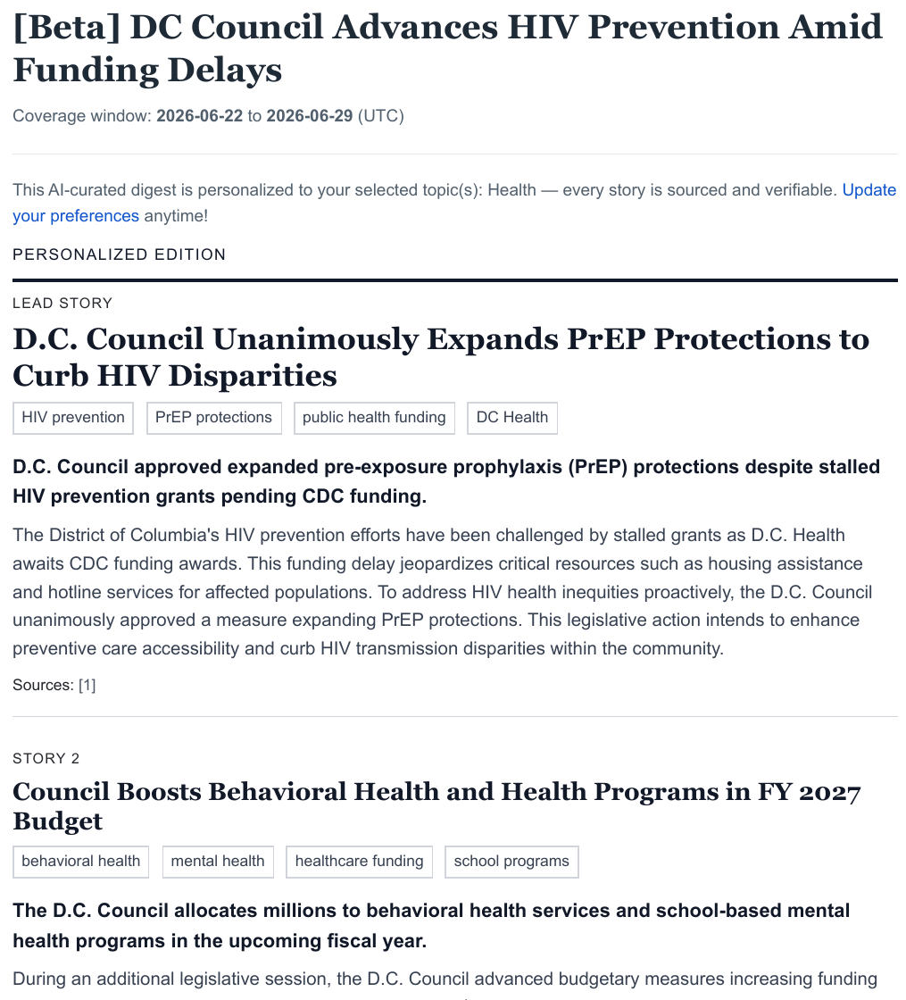 [Beta] DC Council Advances HIV Prevention Amid
Funding Delays
Coverage window: 2026-06-22 to 2026-06-29 (UTC)
This AI-curated digest is personalized to your selected topic(s): Health — every story is sourced and verifiable. Update
your preferences anytime!
PERSONALIZED EDITION
LEAD STORY
D.C. Council Unanimously Expands PrEP Protections to
Curb HIV Disparities
HIV prevention PrEP protections public health funding DC Health
D.C. Council approved expanded pre-exposure prophylaxis (PrEP) protections despite stalled
HIV prevention grants pending CDC funding.
The District of Columbia's HIV prevention efforts have been challenged by stalled grants as D.C. Health
awaits CDC funding awards. This funding delay jeopardizes critical resources such as housing assistance
and hotline services for affected populations. To address HIV health inequities proactively, the D.C. Council
unanimously approved a measure expanding PrEP protections. This legislative action intends to enhance
preventive care accessibility and curb HIV transmission disparities within the community.
Sources: [1]
STORY 2
Council Boosts Behavioral Health and Health Programs in FY 2027
Budget
behavioral health mental health healthcare funding school programs
The D.C. Council allocates millions to behavioral health services and school-based mental
health programs in the upcoming fiscal year.
During an additional legislative session, the D.C. Council advanced budgetary measures increasing funding